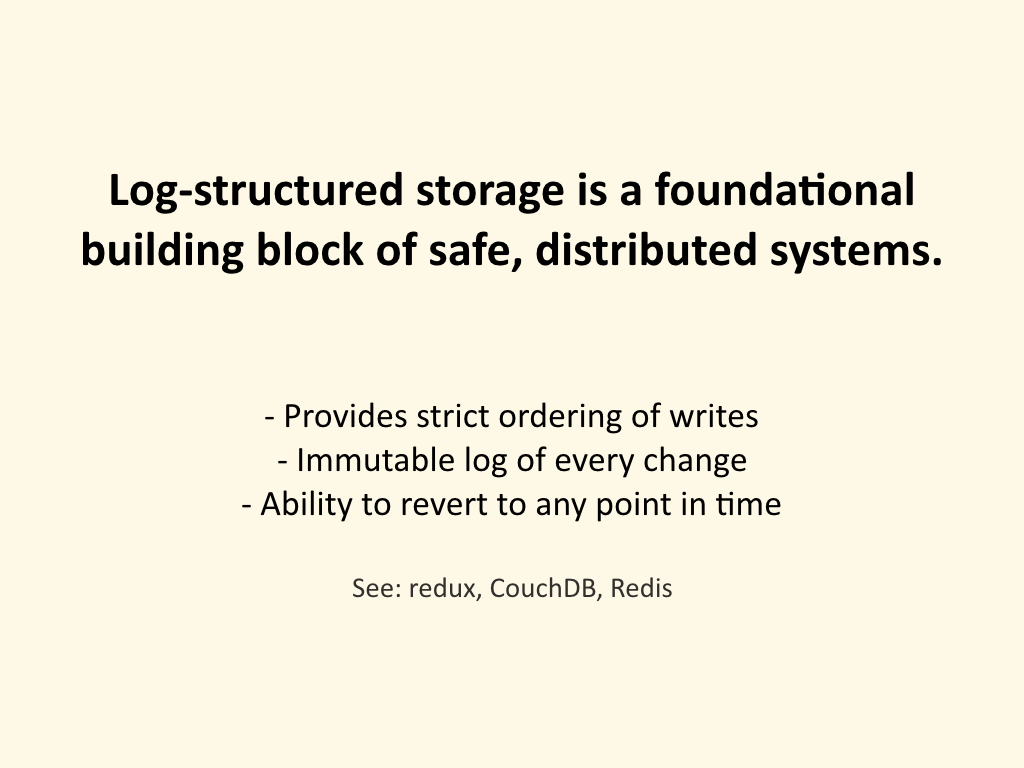 Log-structured storage is a foundational
building block of safe, distributed systems.
- Provides strict ordering of writes
- Immutable log of every change
- Ability to revert to any point in time
See: redux, CouchDB, Redis